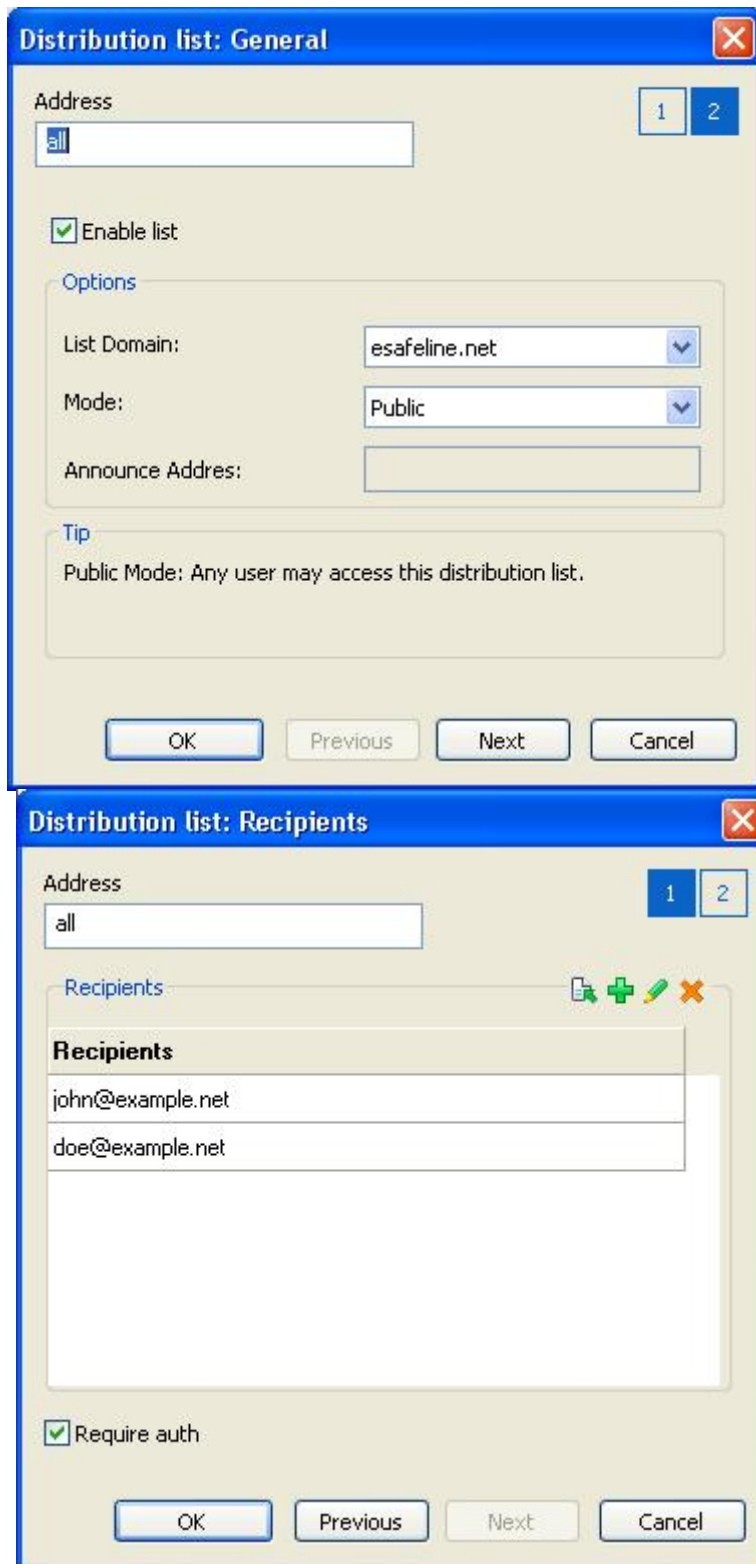 Distribution list: General
Address
1 2
all
Enable list
Options
List Domain: esafeline.net
Mode: Public
Announce Addres:
Tip
Public Mode: Any user may access this distribution list.
OK Previous Next Cancel
Distribution list: Recipients
Address
1 2
all
Recipients
Recipients
john@example.net
doe@example.net
Require auth
OK Previous Next Cancel